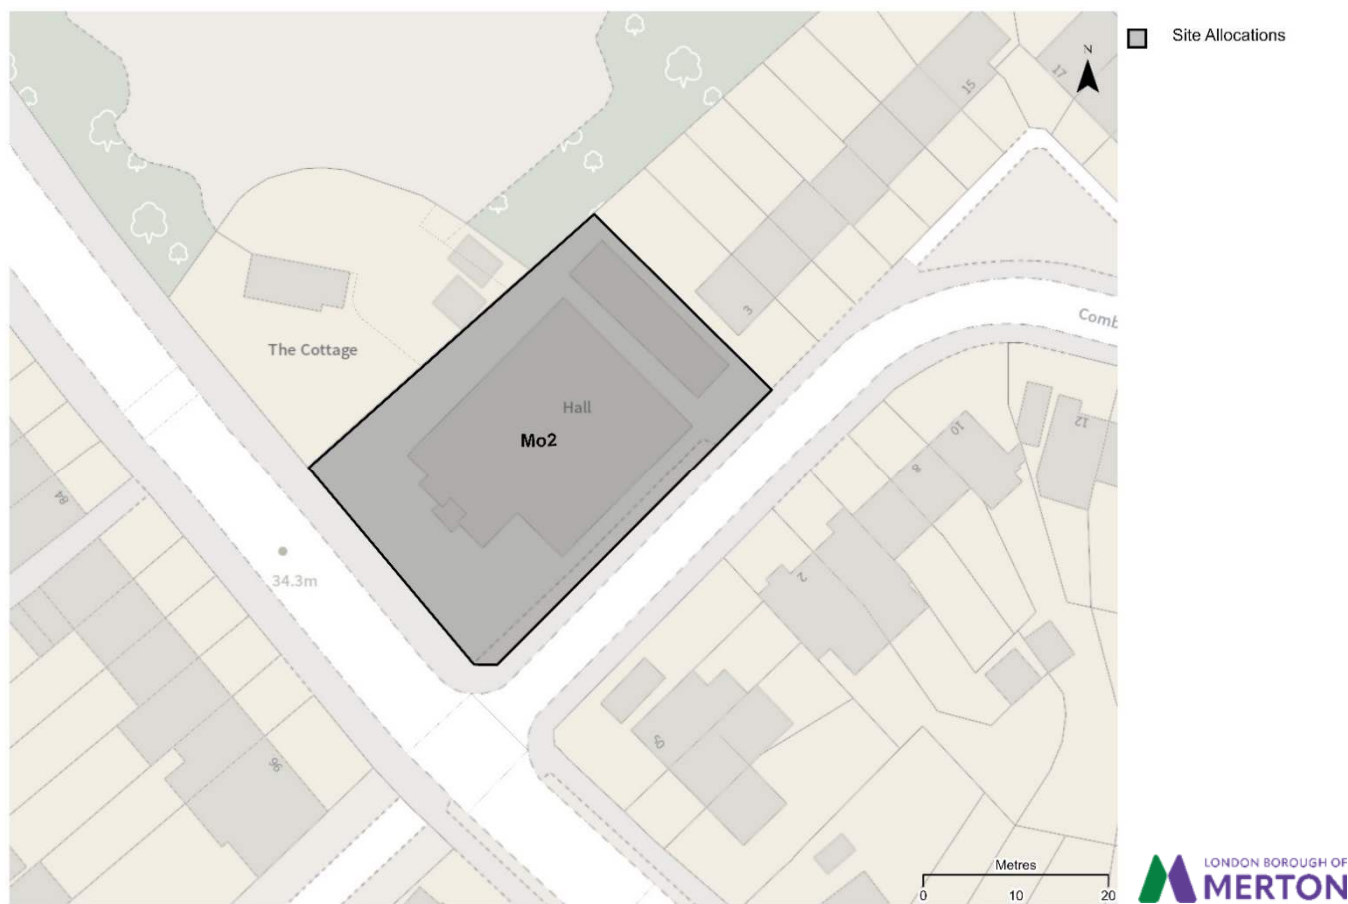 Site Allocations
N
15
17
3
Comb
The Cottage
Hall
Mo2
10
12
8
84
2
34.3m
50
96
Metres
0 10 20
LONDON BOROUGH OF
MERTON